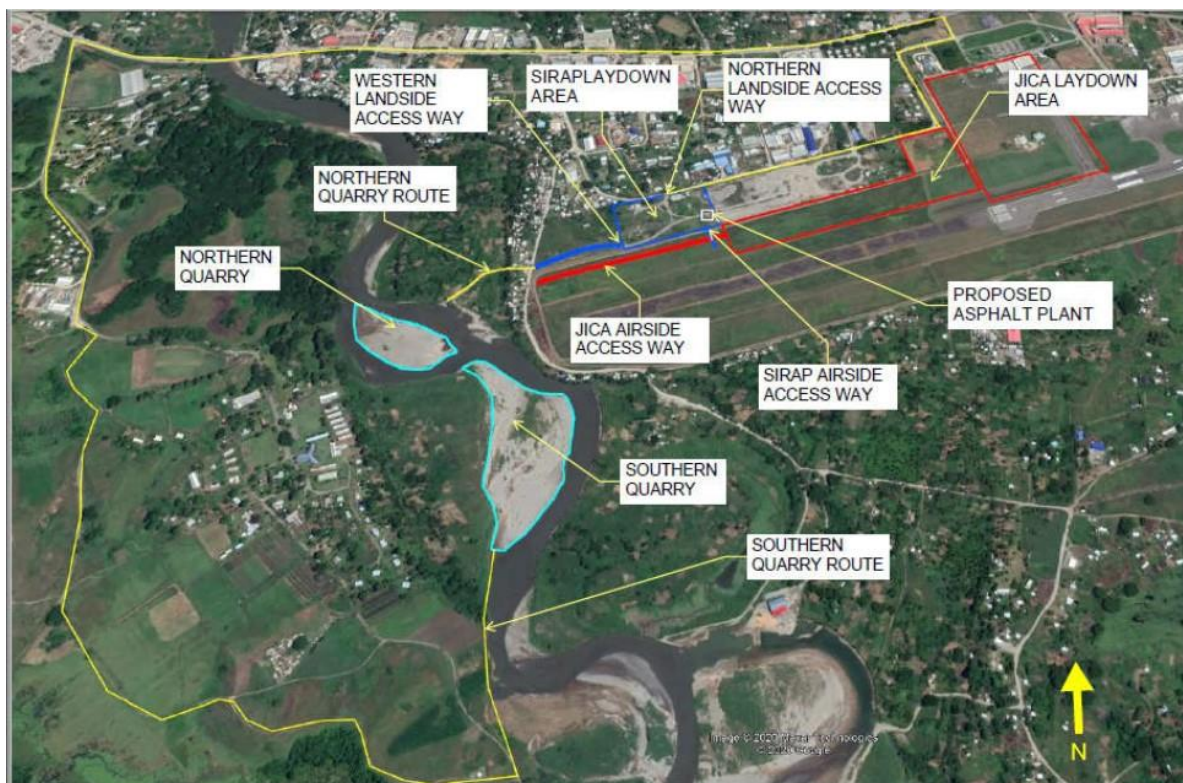 WESTERN
LANDSIDE
ACCESS WAY
SIRAPLAYDOWN
AREA
NORTHERN
LANDSIDE ACCESS
WAY
JICA LAYDOWN
AREA
NORTHERN
QUARRY ROUTE
NORTHERN
QUARRY
JICA AIRSIDE
ACCESS WAY
PROPOSED
ASPHALT PLANT
SIRAP AIRSIDE
ACCESS WAY
SOUTHERN
QUARRY
SOUTHERN
QUARRY ROUTE
N
Image ©